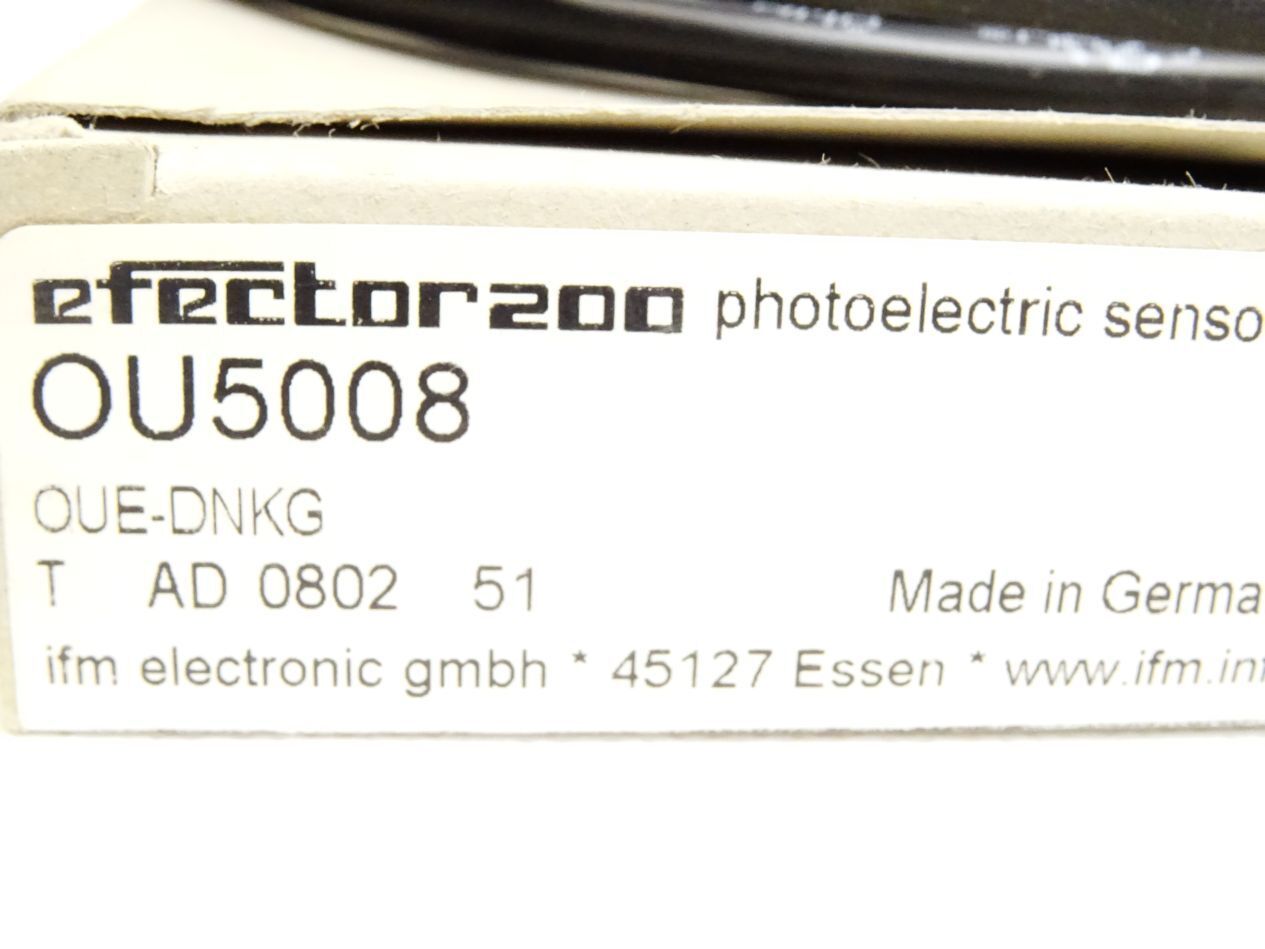 efector200 photoelectric senso
OU5008
OUE-DNKG
T AD 0802 51 Made in Germa
ifm electronic gmbh * 45127 Essen * www.ifm.in